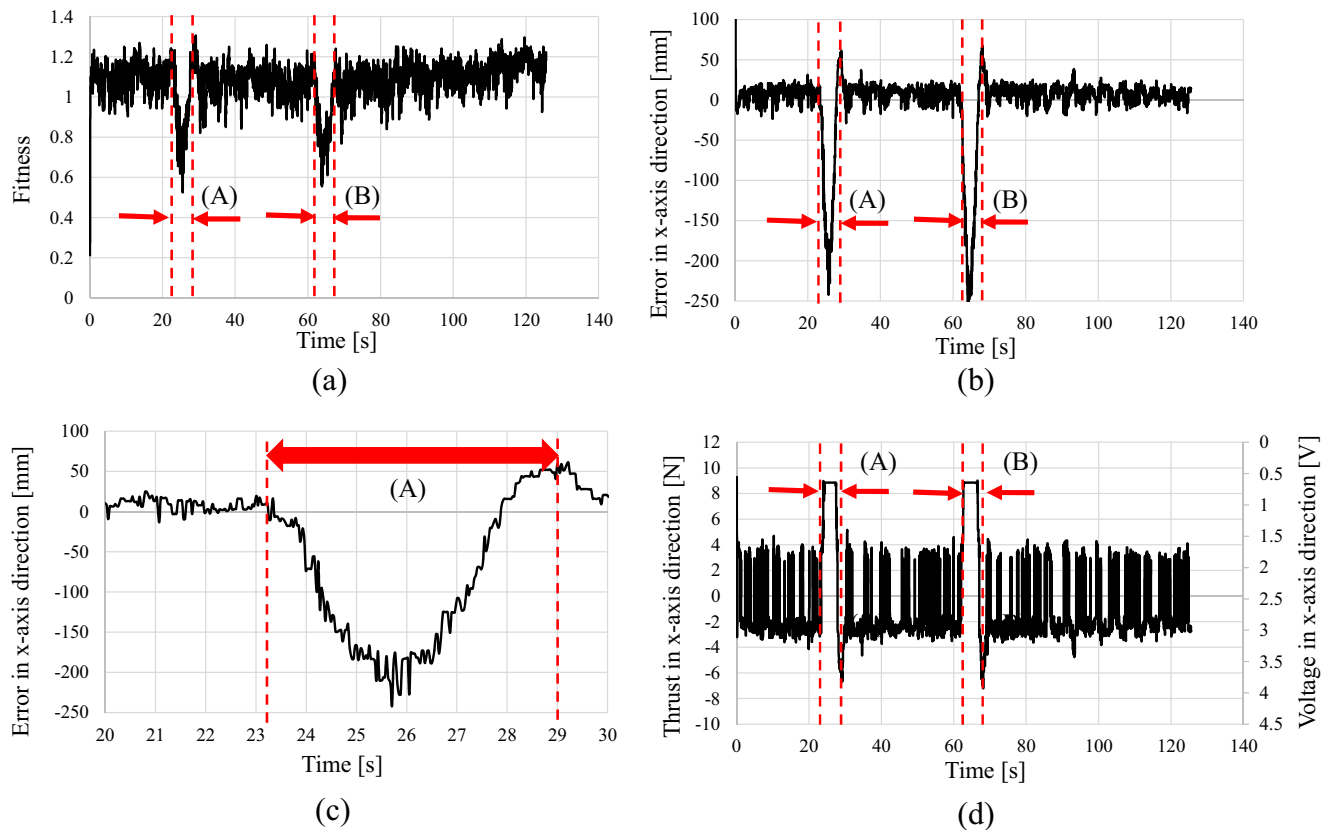 1.4
1.2
1
0.8
0.6
0.4
0.2
0
Fitness
(A)
(B)
0 20 40 60 80 100 120 140
Time [s]
(a)
100
50
0
-50
-100
-150
-200
-250
Error in x-axis direction [mm]
(A)
(B)
0 20 40 60 80 100 120 140
Time [s]
(b)
100
50
0
-50
-100
-150
-200
-250
Error in x-axis direction [mm]
(A)
20 21 22 23 24 25 26 27 28 29 30
Time [s]
(c)
12
10
8
6
4
2
0
-2
-4
-6
-8
-10
Thrust in x-axis direction [N]
(A)
(B)
0
0.5
1
1.5
2
2.5
3
3.5
4
4.5
Voltage in x-axis direction [V]
0 20 40 60 80 100 120 140
Time [s]
(d)